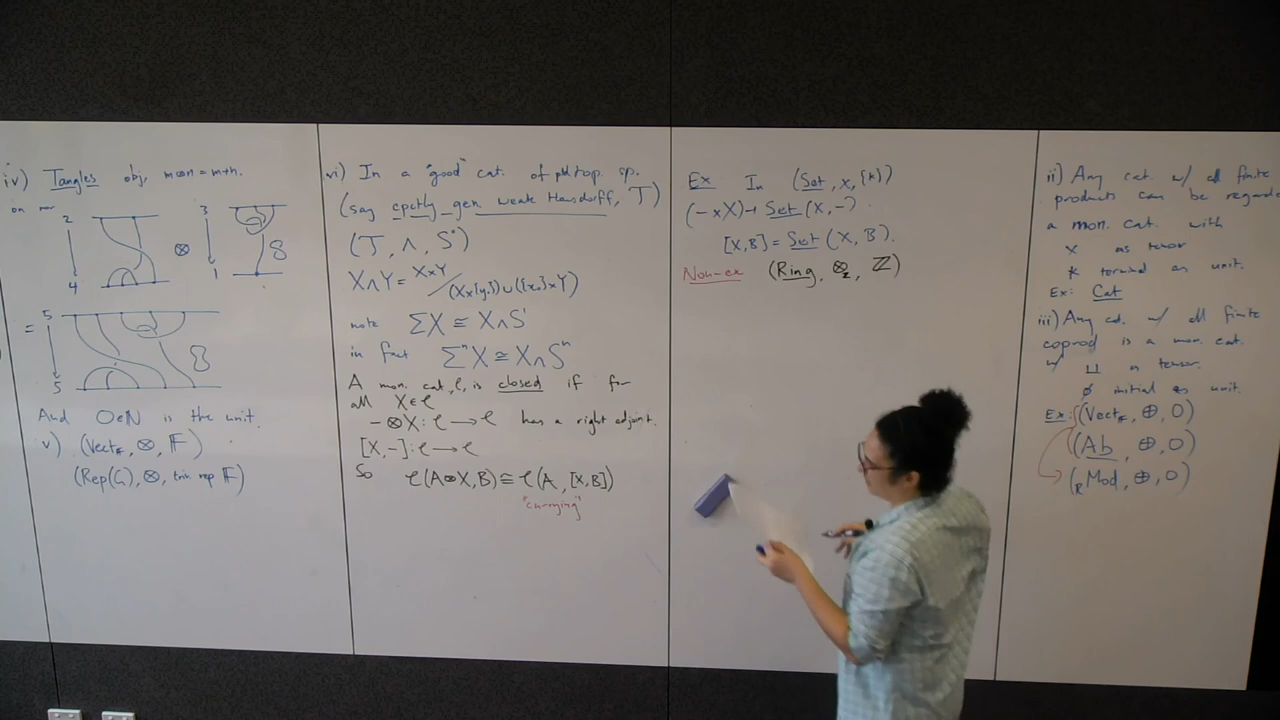 iv) Tangles obj, m⊗n = m+n.
2
4
⊗
3
1
=
5
5
And 0∈ℕ is the unit.
v) (Vect_𝔽, ⊗, 𝔽)
(Rep(G), ⊗, triv. rep 𝔽)
vi) In a "good" cat. of ptd top. sp.
(say cpctly gen weak Hausdorff, T)
(T, ∧, S⁰)
X∧Y = X×Y/(X×{y₀})∪({x₀}×Y)
note ΣX ≅ X∧S¹
in fact ΣⁿX ≅ X∧Sⁿ
A mon. cat, ℓ, is closed if for
all X∈ℓ
-⊗X: ℓ → ℓ has a right adjoint.
[X,-]: ℓ → ℓ
So ℓ(A⊗X, B) ≅ ℓ(A, [X,B])
"currying"
Ex In (Set, ×, {*})
(-×X) ⊣ Set(X,-).
[X,B] = Set(X, B).
Non-ex (Ring, ⊗_ℤ, ℤ)
ii) Any cat. w/ all finite
products can be regard
a mon. cat. with
× as tensor
* terminal as unit.
Ex: Cat
iii) Any cat. w/ all finite
coprod is a mon. cat.
w/ ⊔ as tensor
∅ initial as unit.
Ex: (Vect_𝔽, ⊕, 0)
(Ab, ⊕, 0)
(_R Mod, ⊕, 0)